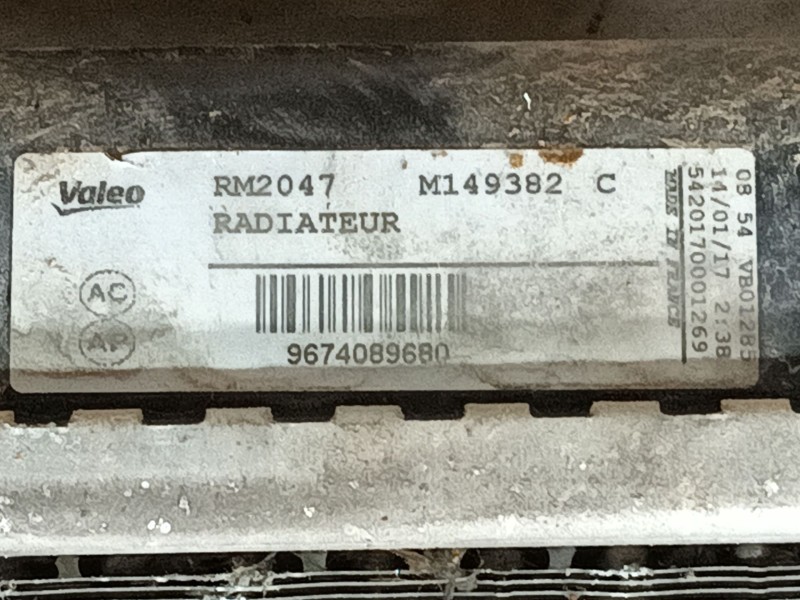 Valeo
RM2047 M149382 C
RADIATEUR
AC
AP
9674089680
08 54 VB01285
14/01/17 2:38
5420170001269
MADE IN FRANCE